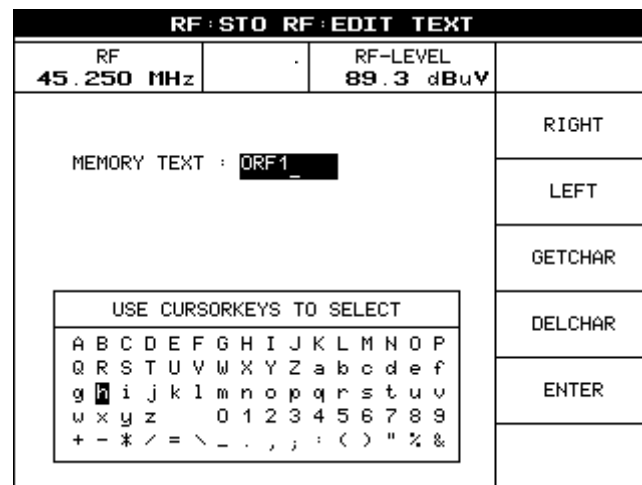 RF:STO RF:EDIT TEXT
RF . RF-LEVEL
45.250 MHz 89.3 dBuV
RIGHT
MEMORY TEXT : ORF1_
LEFT
GETCHAR
USE CURSORKEYS TO SELECT
DELCHAR
A B C D E F G H I J K L M N O P
Q R S T U V W X Y Z a b c d e f
g h i j k l m n o p q r s t u v
ENTER
w x y z 0 1 2 3 4 5 6 7 8 9
+ - * / = \ _ . , ; : ( ) " % &